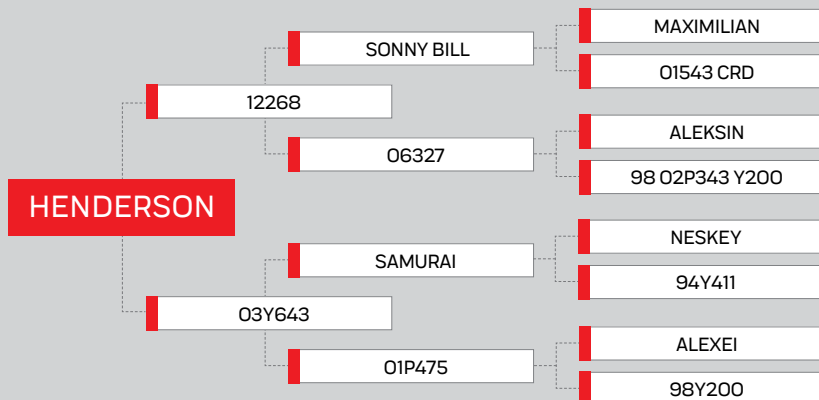 MAXIMILIAN
SONNY BILL
01543 CRD
12268
ALEKSIN
06327
98 02P343 Y200
HENDERSON
NESKEY
SAMURAI
94Y411
03Y643
ALEXEI
01P475
98Y200